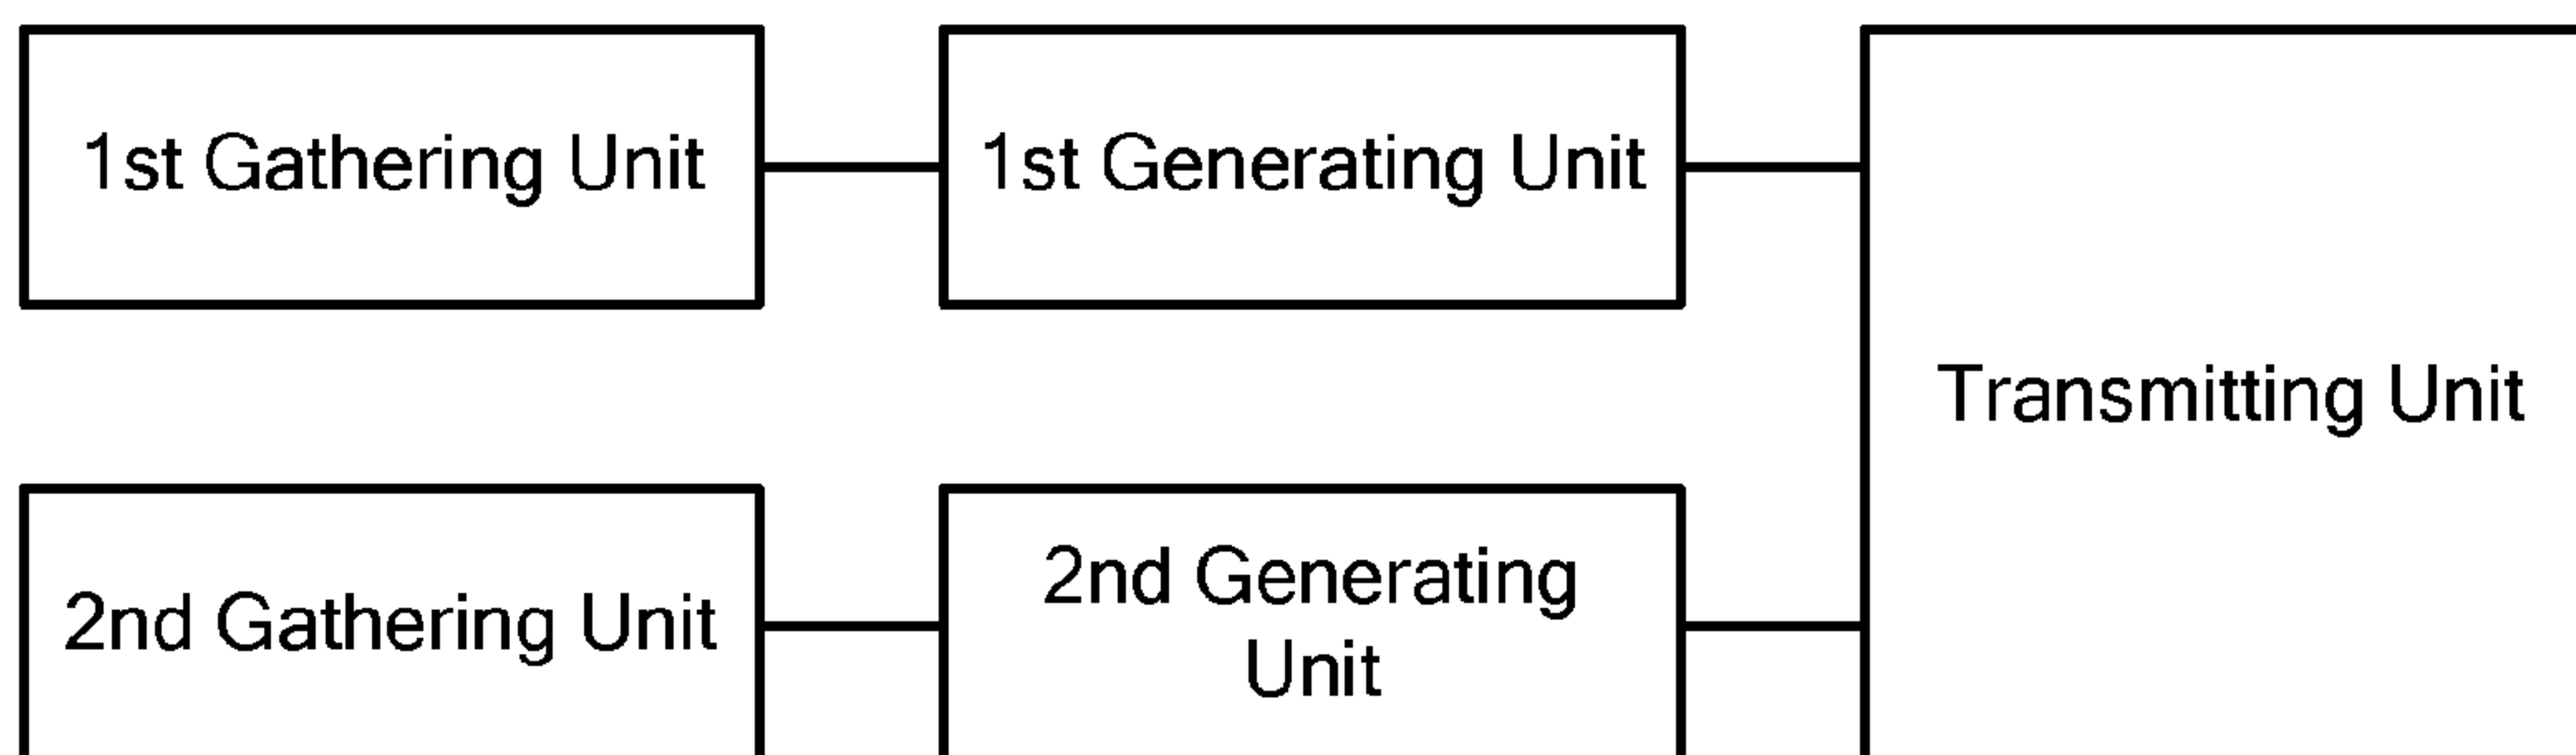 1st Gathering Unit
1st Generating Unit
Transmitting Unit
2nd Gathering Unit
2nd Generating
Unit